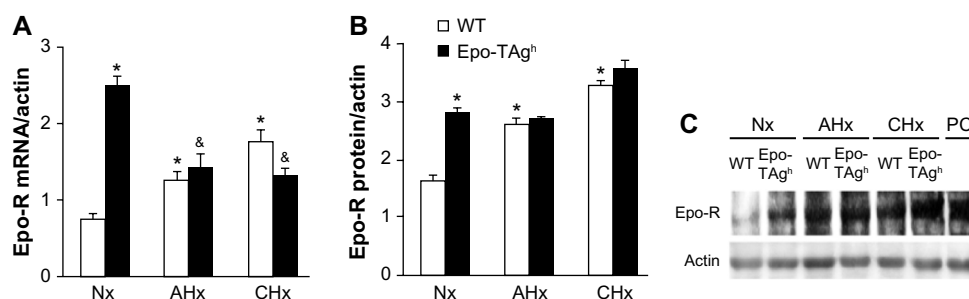 A
Epo-R mRNA/actin
3
2
1
0
*
*
&
*
&
Nx AHx CHx
B
WT
Epo-TAgʰ
Epo-R protein/actin
4
3
2
1
0
*
*
*
Nx AHx CHx
C
Nx AHx CHx PC
WT Epo-TAgʰ WT Epo-TAgʰ WT Epo-TAgʰ
Epo-R
Actin